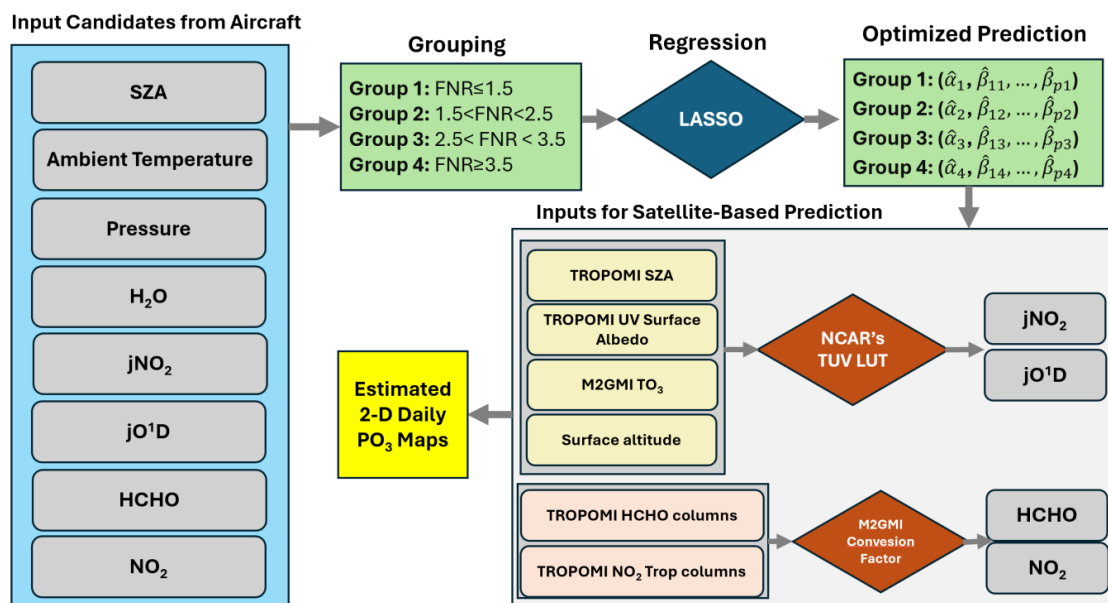 Input Candidates from Aircraft
SZA
Ambient Temperature
Pressure
H₂O
jNO₂
jO¹D
HCHO
NO₂
Grouping
Group 1: FNR≤1.5
Group 2: 1.5<FNR<2.5
Group 3: 2.5< FNR < 3.5
Group 4: FNR≥3.5
Regression
LASSO
Optimized Prediction
Group 1: (α̂₁, β̂₁₁, … , β̂ₚ₁)
Group 2: (α̂₂, β̂₁₂, … , β̂ₚ₂)
Group 3: (α̂₃, β̂₁₃, … , β̂ₚ₃)
Group 4: (α̂₄, β̂₁₄, … , β̂ₚ₄)
Inputs for Satellite-Based Prediction
TROPOMI SZA
TROPOMI UV Surface
Albedo
M2GMI TO₃
Surface altitude
NCAR's
TUV LUT
jNO₂
jO¹D
TROPOMI HCHO columns
TROPOMI NO₂ Trop columns
M2GMI
Convesion
Factor
HCHO
NO₂
Estimated
2-D Daily
PO₃ Maps